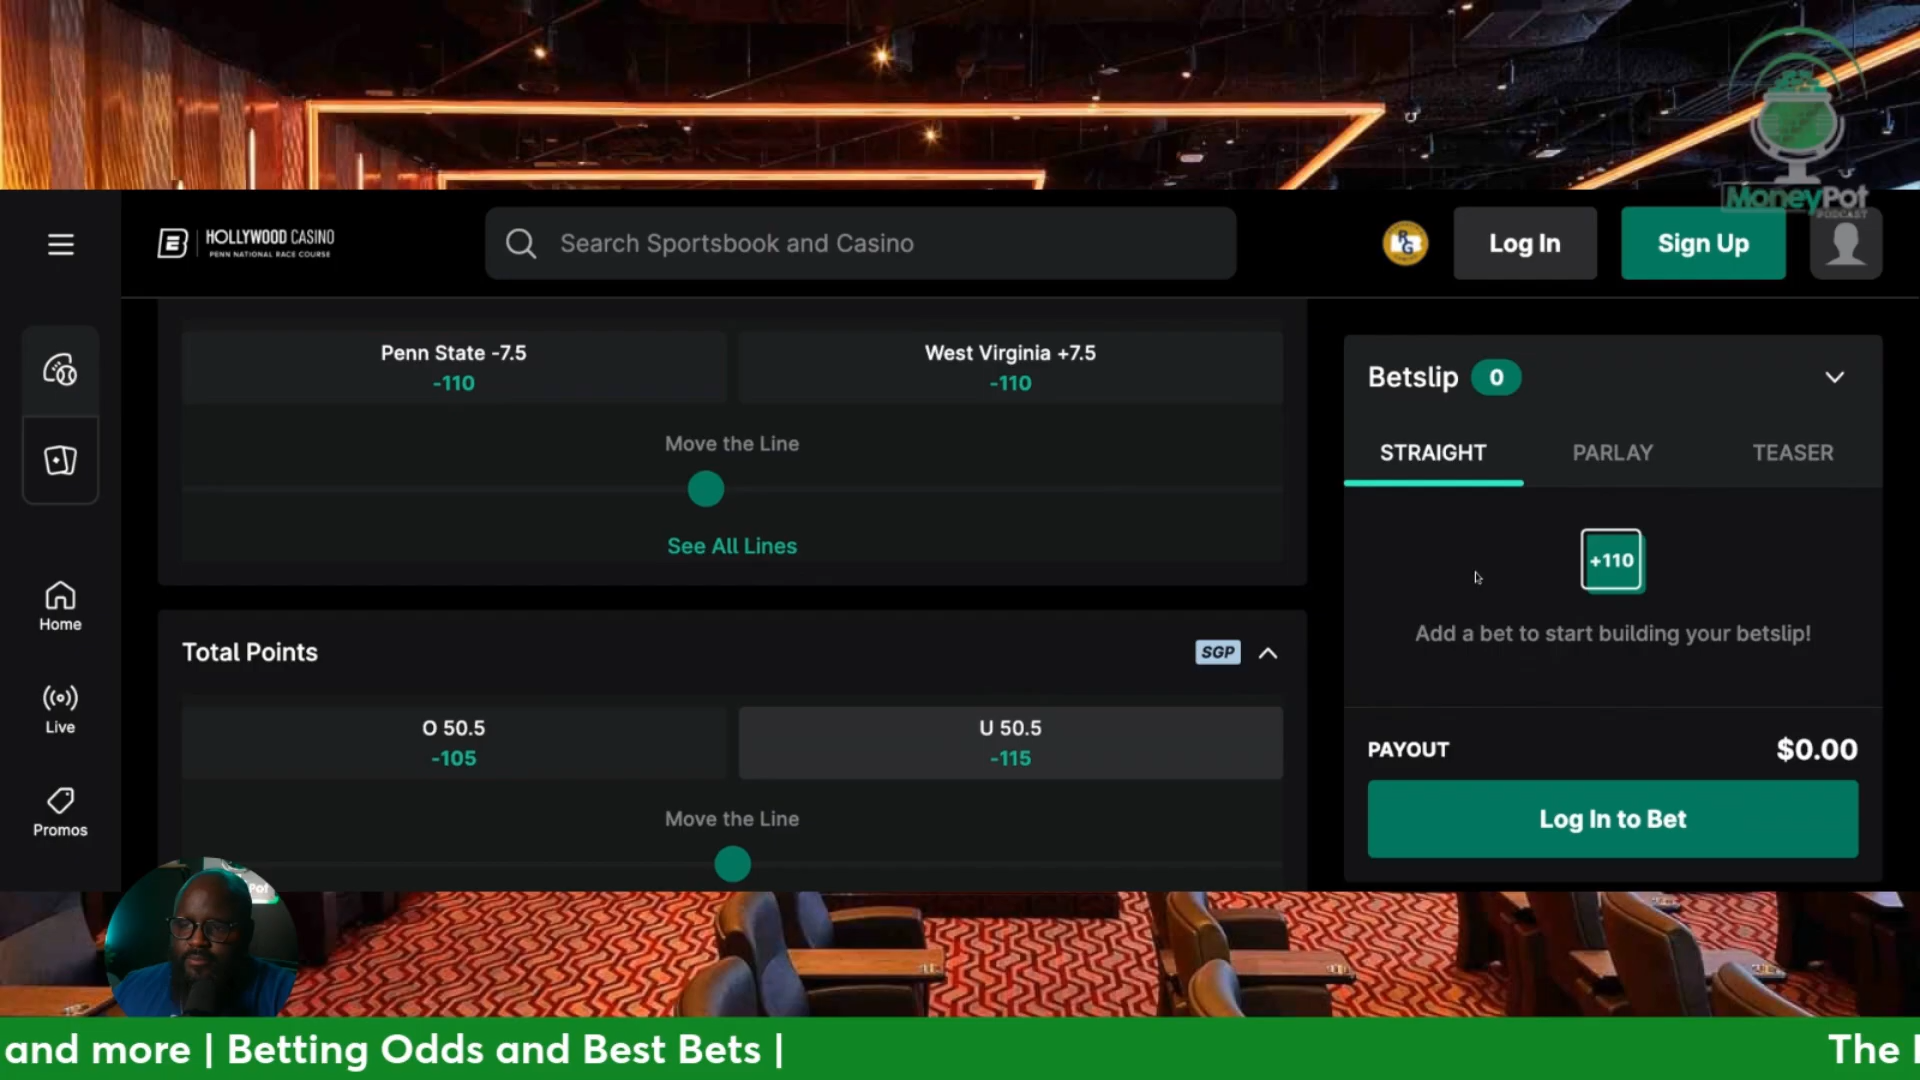 MoneyPot
PODCAST
HOLLYWOOD CASINO
PENN NATIONAL RACE COURSE
Search Sportsbook and Casino
RG
Log In
Sign Up
Penn State -7.5
-110
West Virginia +7.5
-110
Move the Line
See All Lines
Total Points
SGP
O 50.5
-105
U 50.5
-115
Move the Line
Betslip 0
STRAIGHT
PARLAY
TEASER
+110
Add a bet to start building your betslip!
PAYOUT
$0.00
Log In to Bet
Home
Live
Promos
Pot
and more | Betting Odds and Best Bets |
The